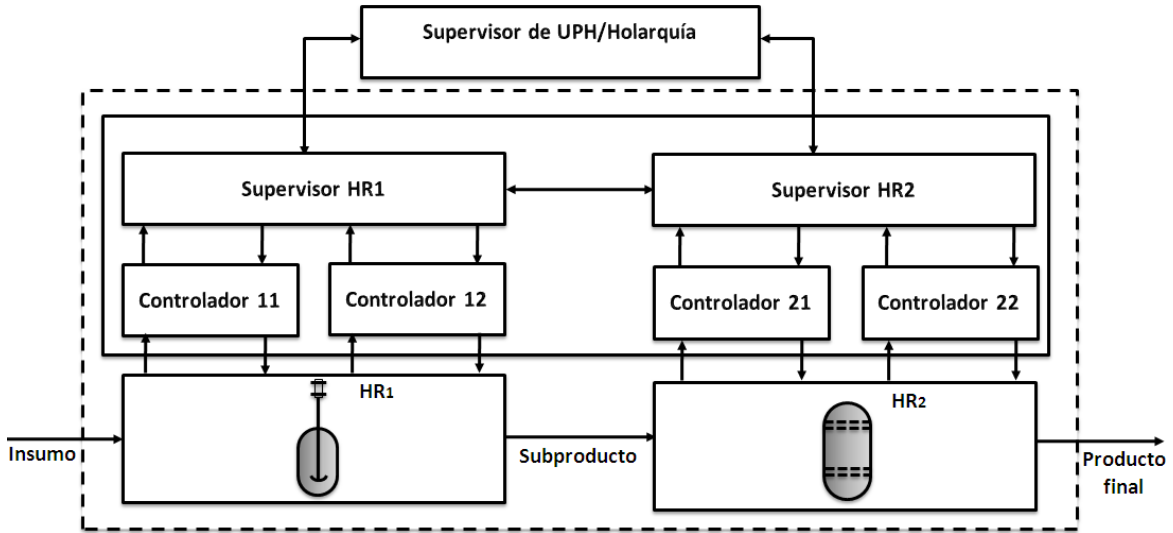 Supervisor de UPH/Holarquía
Supervisor HR1
Supervisor HR2
Controlador 11
Controlador 12
Controlador 21
Controlador 22
HR1
HR2
Insumo
Subproducto
Producto
final